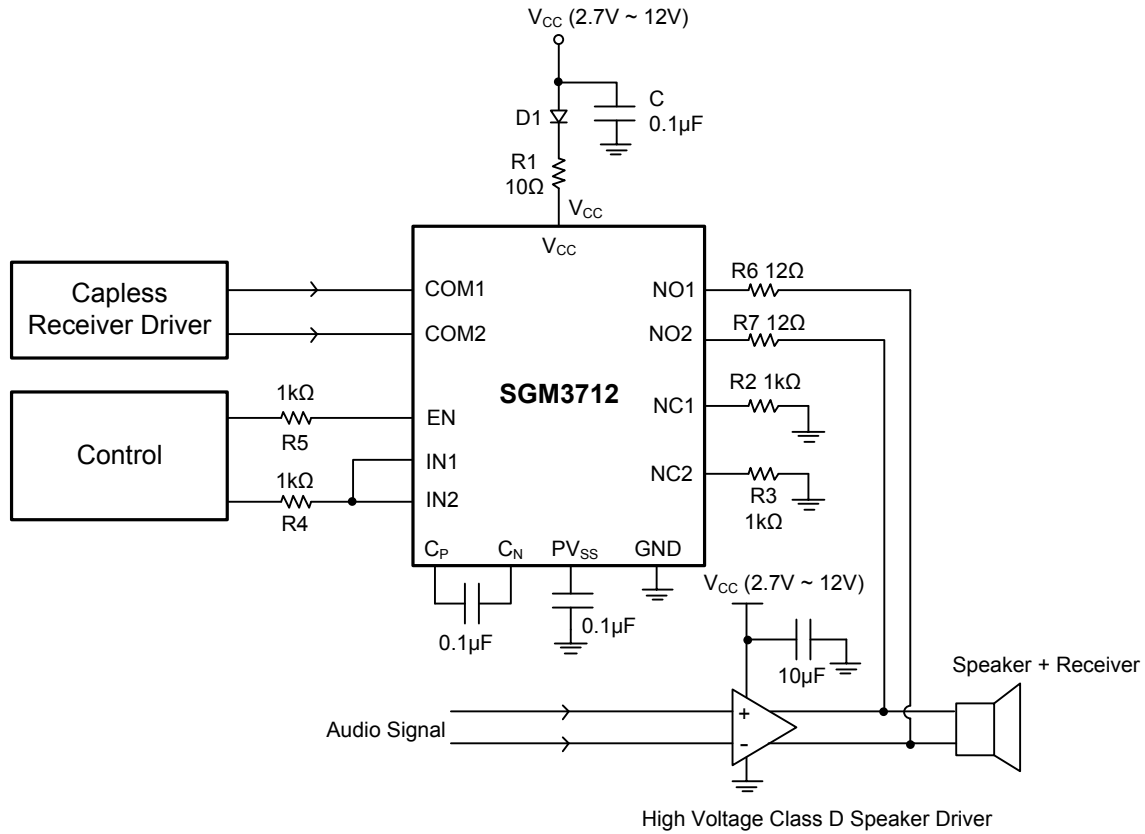 V_CC (2.7V ~ 12V)
D1
C
0.1µF
R1
10Ω
V_CC
V_CC
Capless
Receiver Driver
COM1
COM2
NO1
R6 12Ω
NO2
R7 12Ω
SGM3712
NC1
R2 1kΩ
Control
1kΩ
R5
EN
IN1
1kΩ
R4
IN2
NC2
R3
1kΩ
C_P
C_N
PV_SS
GND
0.1µF
0.1µF
V_CC (2.7V ~ 12V)
10µF
Speaker + Receiver
Audio Signal
+
-
High Voltage Class D Speaker Driver